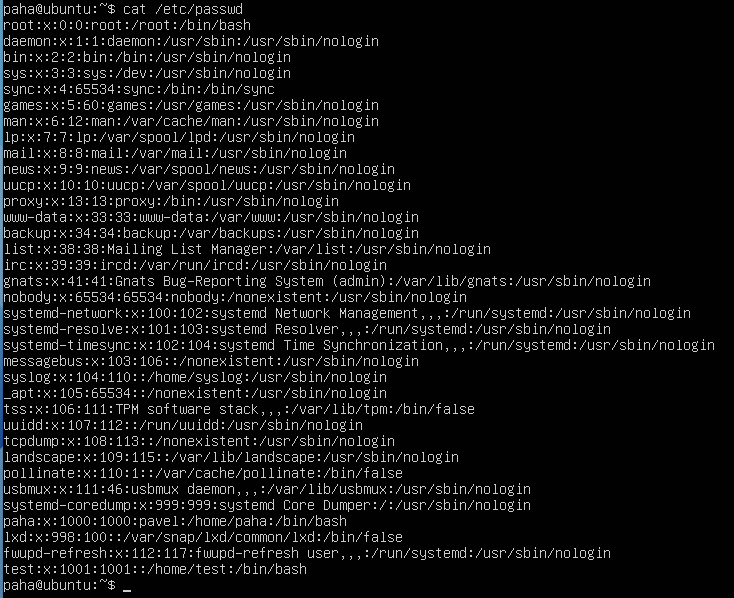 paha@ubuntu:~$ cat /etc/passwd
root:x:0:0:root:/root:/bin/bash
daemon:x:1:1:daemon:/usr/sbin:/usr/sbin/nologin
bin:x:2:2:bin:/bin:/usr/sbin/nologin
sys:x:3:3:sys:/dev:/usr/sbin/nologin
sync:x:4:65534:sync:/bin:/bin/sync
games:x:5:60:games:/usr/games:/usr/sbin/nologin
man:x:6:12:man:/var/cache/man:/usr/sbin/nologin
lp:x:7:7:lp:/var/spool/lpd:/usr/sbin/nologin
mail:x:8:8:mail:/var/mail:/usr/sbin/nologin
news:x:9:9:news:/var/spool/news:/usr/sbin/nologin
uucp:x:10:10:uucp:/var/spool/uucp:/usr/sbin/nologin
proxy:x:13:13:proxy:/bin:/usr/sbin/nologin
www-data:x:33:33:www-data:/var/www:/usr/sbin/nologin
backup:x:34:34:backup:/var/backups:/usr/sbin/nologin
list:x:38:38:Mailing List Manager:/var/list:/usr/sbin/nologin
irc:x:39:39:ircd:/var/run/ircd:/usr/sbin/nologin
gnats:x:41:41:Gnats Bug-Reporting System (admin):/var/lib/gnats:/usr/sbin/nologin
nobody:x:65534:65534:nobody:/nonexistent:/usr/sbin/nologin
systemd-network:x:100:102:systemd Network Management,,,:/run/systemd:/usr/sbin/nologin
systemd-resolve:x:101:103:systemd Resolver,,,:/run/systemd:/usr/sbin/nologin
systemd-timesync:x:102:104:systemd Time Synchronization,,,:/run/systemd:/usr/sbin/nologin
messagebus:x:103:106::/nonexistent:/usr/sbin/nologin
syslog:x:104:110::/home/syslog:/usr/sbin/nologin
_apt:x:105:65534::/nonexistent:/usr/sbin/nologin
tss:x:106:111:TPM software stack,,,:/var/lib/tpm:/bin/false
uuidd:x:107:112::/run/uuidd:/usr/sbin/nologin
tcpdump:x:108:113::/nonexistent:/usr/sbin/nologin
landscape:x:109:115::/var/lib/landscape:/usr/sbin/nologin
pollinate:x:110:1::/var/cache/pollinate:/bin/false
usbmux:x:111:46:usbmux daemon,,,:/var/lib/usbmux:/usr/sbin/nologin
systemd-coredump:x:999:999:systemd Core Dumper:/:/usr/sbin/nologin
paha:x:1000:1000:pavel:/home/paha:/bin/bash
lxd:x:998:100::/var/snap/lxd/common/lxd:/bin/false
fwupd-refresh:x:112:117:fwupd-refresh user,,,:/run/systemd:/usr/sbin/nologin
test:x:1001:1001::/home/test:/bin/bash
paha@ubuntu:~$ _